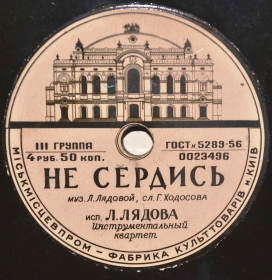 III ГРУППА
4 РУБ. 50 КОП.
ГОСТ н 5289-56
0023496
НЕ СЕРДИСЬ
муз. Л. Лядовой, сл. Г. Ходосова
исп. Л. ЛЯДОВА
Инструментальный
квартет.
МІСЬКМІСЦЕВПРОМ – ФАБРИКА КУЛЬТТОВАРІВ м. КИЇВ